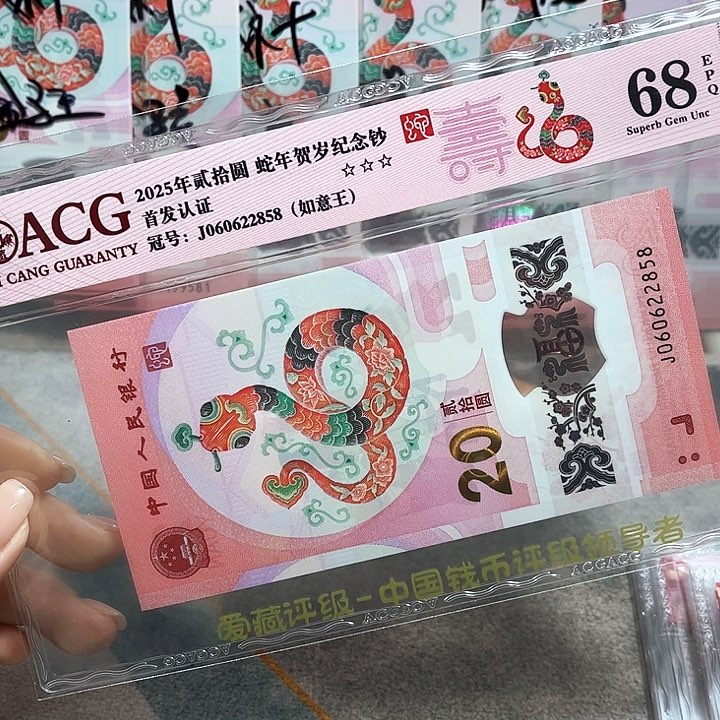 ACG
CANG GUARANTY
2025年贰拾圆 蛇年贺岁纪念钞
☆☆☆
首发认证
冠号：J060622858（如意王）
壽
68
EPQ
Superb Gem Unc
中国人民银行
贰拾圆
20
J060622858
爱藏评级-中国钱币评级领导者
ACGACG
ACGACG